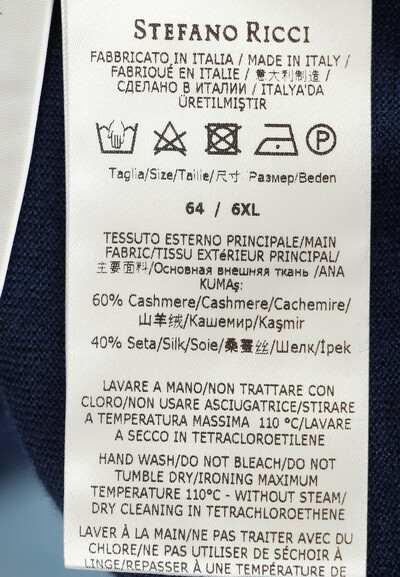 STEFANO RICCI
FABBRICATO IN ITALIA / MADE IN ITALY /
FABRIQUÉ EN ITALIE / 意大利制造 /
СДЕЛАНО В ИТАЛИИ / ITALYA'DA
ÜRETILMIŞTIR
P
Taglia/Size/Taille/尺寸 Размер/Beden
64 / 6XL
TESSUTO ESTERNO PRINCIPALE/MAIN
FABRIC/TISSU EXTéRIEUR PRINCIPAL/
主要面料/Основная внешняя ткань /ANA
KUMAş:
60% Cashmere/Cashmere/Cachemire/
山羊绒/Кашемир/Kaşmir
40% Seta/Silk/Soie/桑蚕丝/Шелк/İpek
LAVARE A MANO/NON TRATTARE CON
CLORO/NON USARE ASCIUGATRICE/STIRARE
A TEMPERATURA MASSIMA 110 °C/LAVARE
A SECCO IN TETRACLOROETILENE
HAND WASH/DO NOT BLEACH/DO NOT
TUMBLE DRY/IRONING MAXIMUM
TEMPERATURE 110°C - WITHOUT STEAM/
DRY CLEANING IN TETRACHLOROETHENE
LAVER À LA MAIN/NE PAS TRAITER AVEC DU
CHLORE/NE PAS UTILISER DE SÉCHOIR À
LINGE/REPASSER À UNE TEMPÉRATURE DE